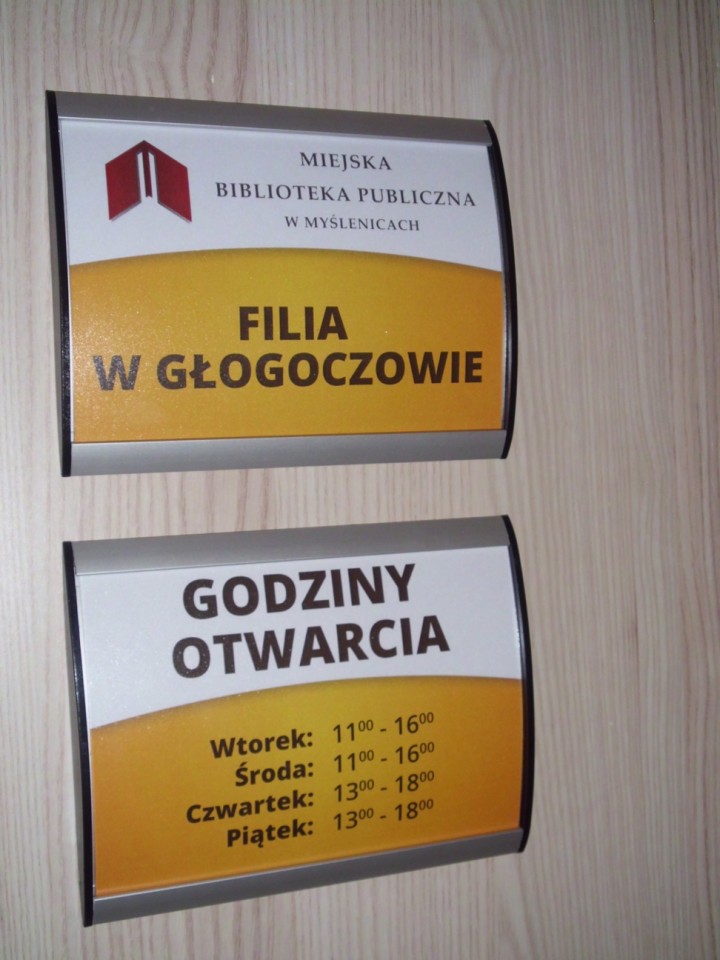 MIEJSKA
BIBLIOTEKA PUBLICZNA
W MYŚLENICACH
FILIA
W GŁOGOCZOWIE
GODZINY
OTWARCIA
Wtorek: 11⁰⁰ - 16⁰⁰
Środa: 11⁰⁰ - 16⁰⁰
Czwartek: 13⁰⁰ - 18⁰⁰
Piątek: 13⁰⁰ - 18⁰⁰